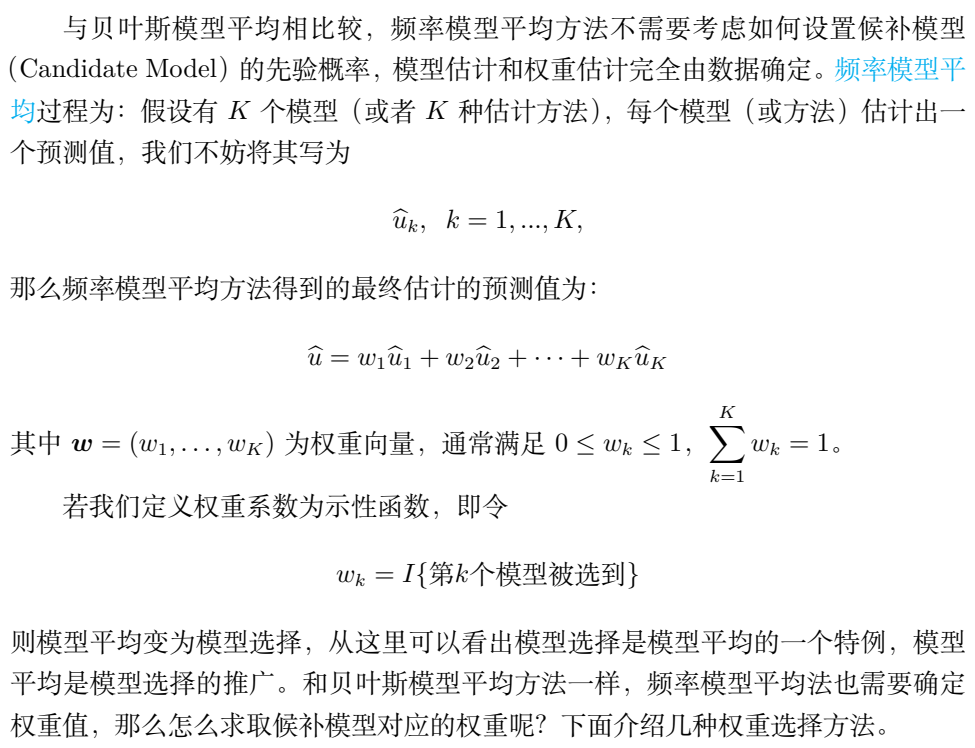 与贝叶斯模型平均相比较，频率模型平均方法不需要考虑如何设置候补模型
（Candidate Model）的先验概率，模型估计和权重估计完全由数据确定。频率模型平
均过程为：假设有 K 个模型（或者 K 种估计方法），每个模型（或方法）估计出一
个预测值，我们不妨将其写为
û_k, k = 1, ..., K,
那么频率模型平均方法得到的最终估计的预测值为：
û = w_1û_1 + w_2û_2 + ⋯ + w_Kû_K
其中 w = (w_1, . . . , w_K) 为权重向量，通常满足 0 ≤ w_k ≤ 1，∑_{k=1}^{K} w_k = 1。
若我们定义权重系数为示性函数，即令
w_k = I{第k个模型被选到}
则模型平均变为模型选择，从这里可以看出模型选择是模型平均的一个特例，模型
平均是模型选择的推广。和贝叶斯模型平均方法一样，频率模型平均法也需要确定
权重值，那么怎么求取候补模型对应的权重呢？下面介绍几种权重选择方法。